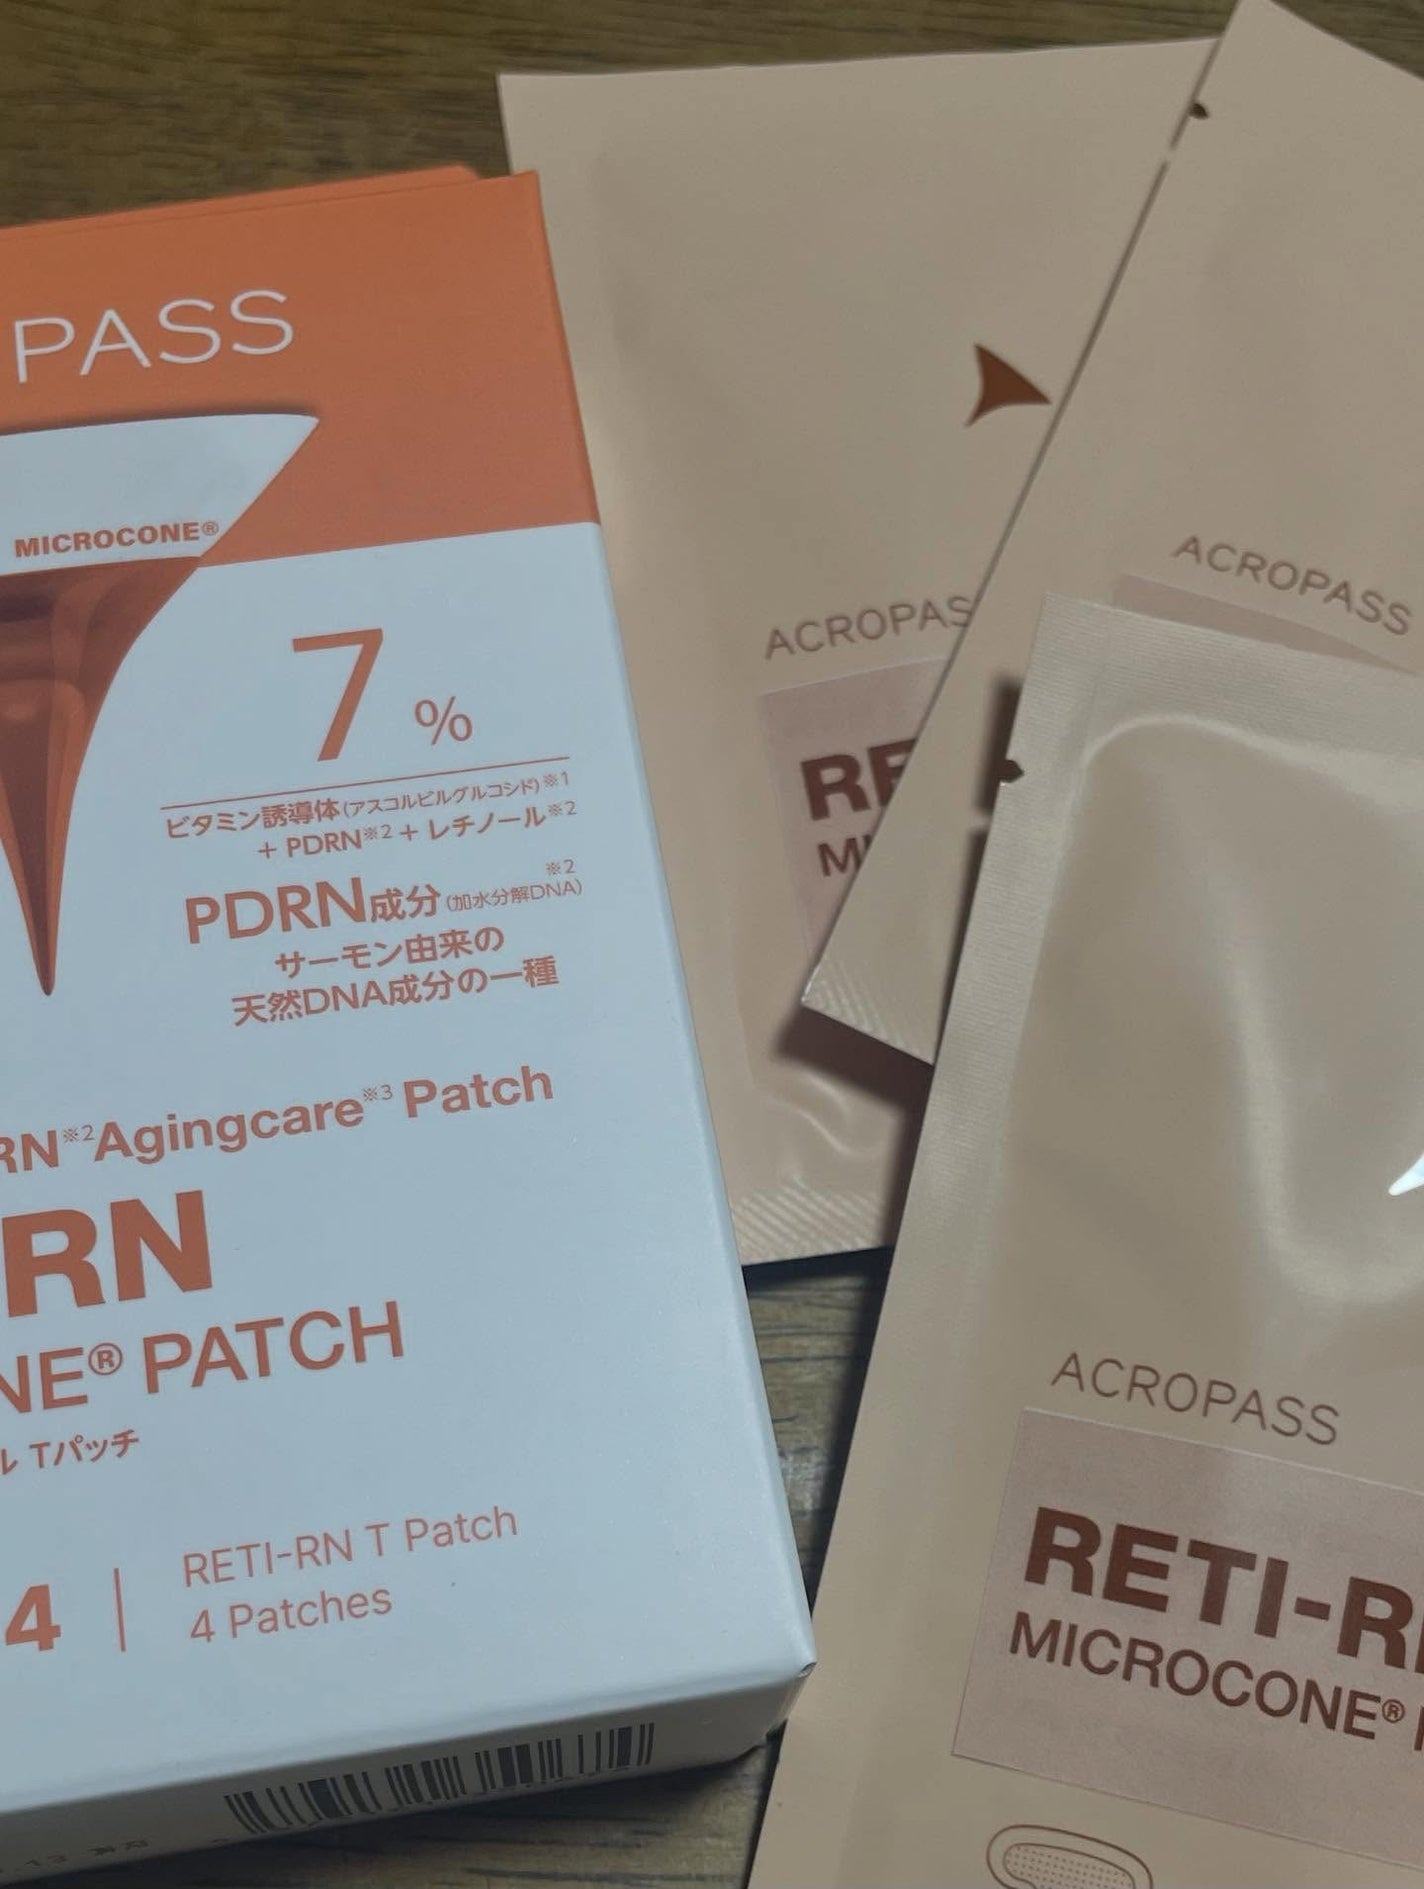 PASS
MICROCONE®
7%
ビタミン誘導体(アスコルビルグルコシド)※1
+ PDRN※2 + レチノール※2
PDRN成分(加水分解DNA)※2
サーモン由来の
天然DNA成分の一種
RN※2Agingcare※3 Patch
RN
NE® PATCH
ル Tパッチ
4
RETI-RN T Patch
4 Patches
ACROPAS
RE
MI
ACROPASS
ACROPASS
RETI-R
MICROCONE®